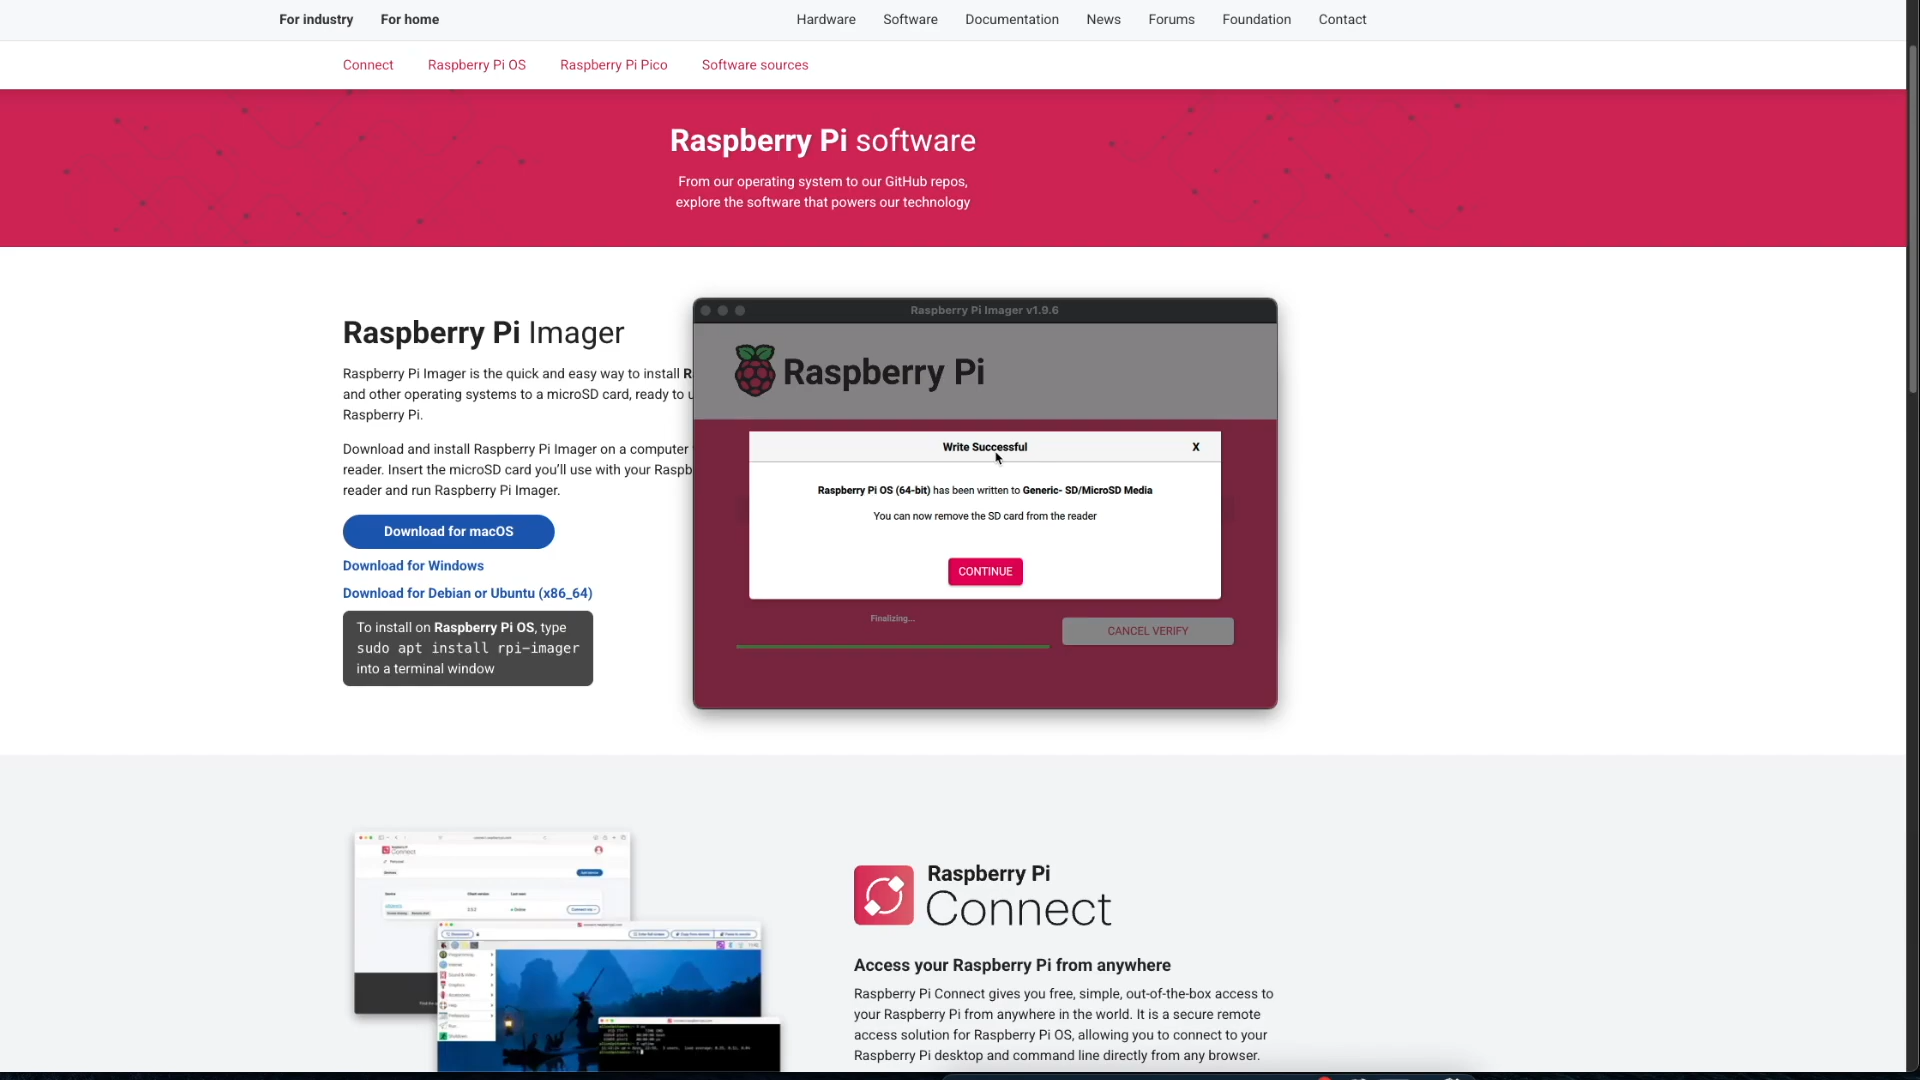 For industry
For home
Hardware
Software
Documentation
News
Forums
Foundation
Contact
Connect
Raspberry Pi OS
Raspberry Pi Pico
Software sources
Raspberry Pi software
From our operating system to our GitHub repos,
explore the software that powers our technology
Raspberry Pi Imager
Raspberry Pi Imager is the quick and easy way to install R
and other operating systems to a microSD card, ready to u
Raspberry Pi.
Download and install Raspberry Pi Imager on a computer
reader. Insert the microSD card you’ll use with your Raspb
reader and run Raspberry Pi Imager.
Download for macOS
Download for Windows
Download for Debian or Ubuntu (x86_64)
To install on Raspberry Pi OS, type
sudo apt install rpi-imager
into a terminal window
Raspberry Pi Imager v1.9.6
Raspberry Pi
Write Successful
X
Raspberry Pi OS (64-bit) has been written to Generic- SD/MicroSD Media
You can now remove the SD card from the reader
CONTINUE
Finalizing...
CANCEL VERIFY
Connect
Raspberry Pi
Connect
Access your Raspberry Pi from anywhere
Raspberry Pi Connect gives you free, simple, out-of-the-box access to
your Raspberry Pi from anywhere in the world. It is a secure remote
access solution for Raspberry Pi OS, allowing you to connect to your
Raspberry Pi desktop and command line directly from any browser.